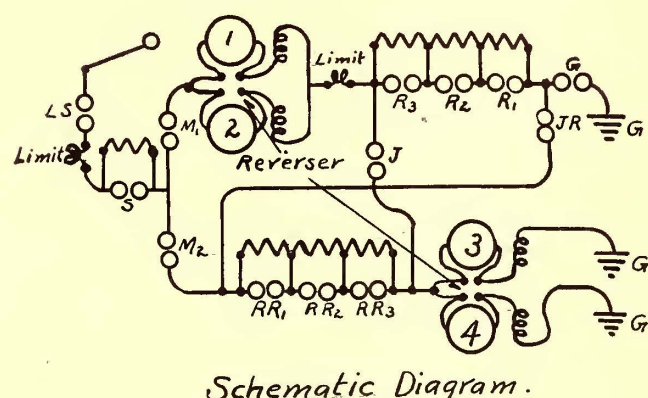 1
2
LS
Limit
S
M1
M2
Reverser
Limit
R3 R2 R1
G
G
J
JR
RR1 RR2 RR3
3
4
G
G
Schematic Diagram.